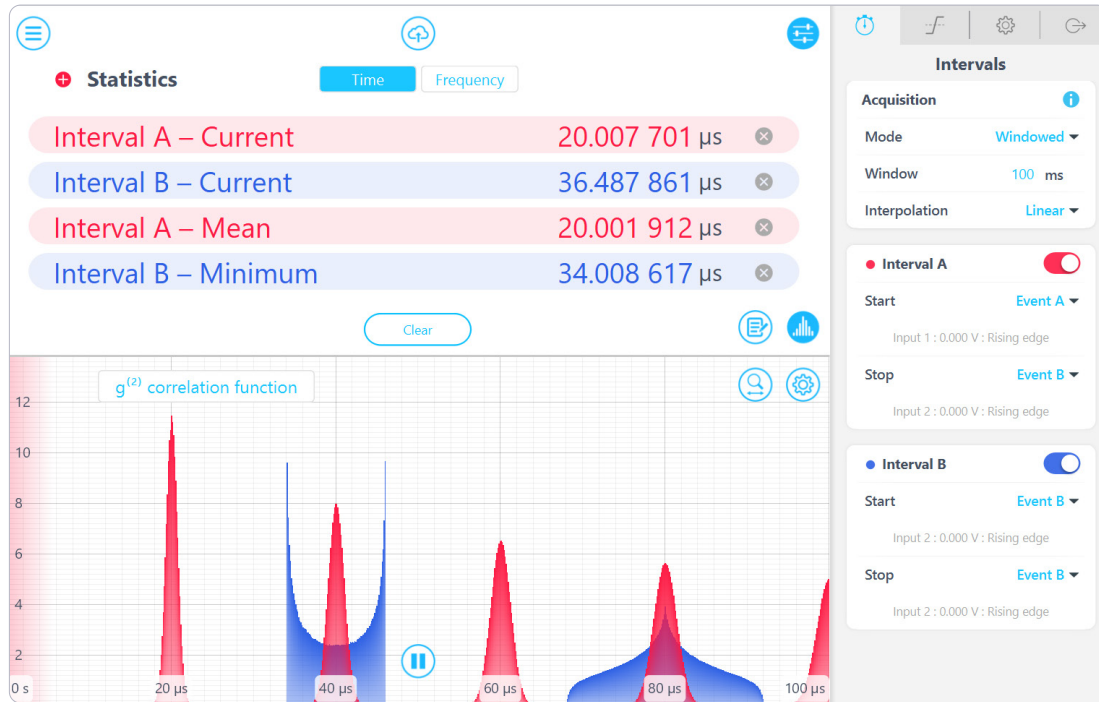 Statistics
Time
Frequency
Interval A – Current 20.007 701 µs
Interval B – Current 36.487 861 µs
Interval A – Mean 20.001 912 µs
Interval B – Minimum 34.008 617 µs
Clear
g⁽²⁾ correlation function
12
10
8
6
4
2
0 s
20 µs
40 µs
60 µs
80 µs
100 µs
Intervals
Acquisition
Mode Windowed
Window 100 ms
Interpolation Linear
Interval A
Start Event A
Input 1 : 0.000 V : Rising edge
Stop Event B
Input 2 : 0.000 V : Rising edge
Interval B
Start Event B
Input 2 : 0.000 V : Rising edge
Stop Event B
Input 2 : 0.000 V : Rising edge